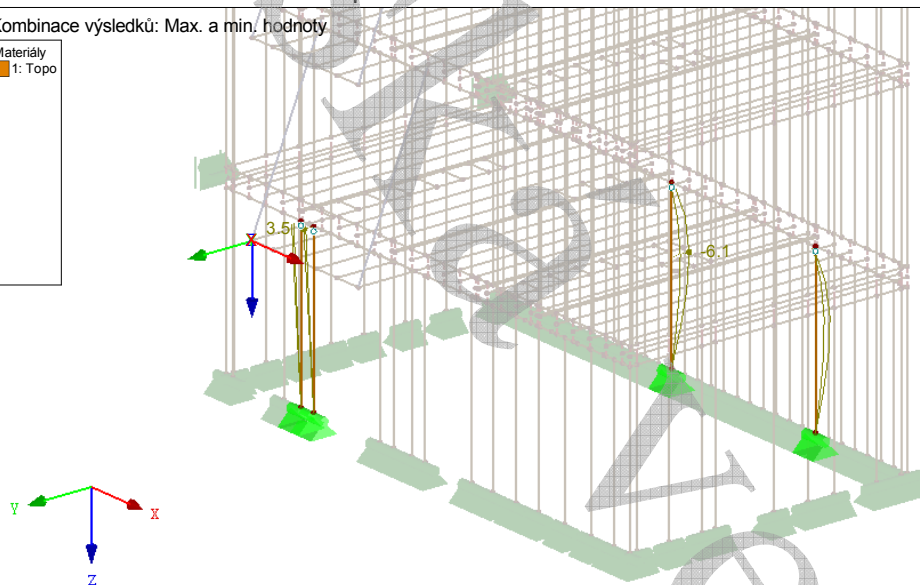 Kombinace výsledků: Max. a min. hodnoty
Materiály
1: Topo
3.5
-6.1
Y
X
Z